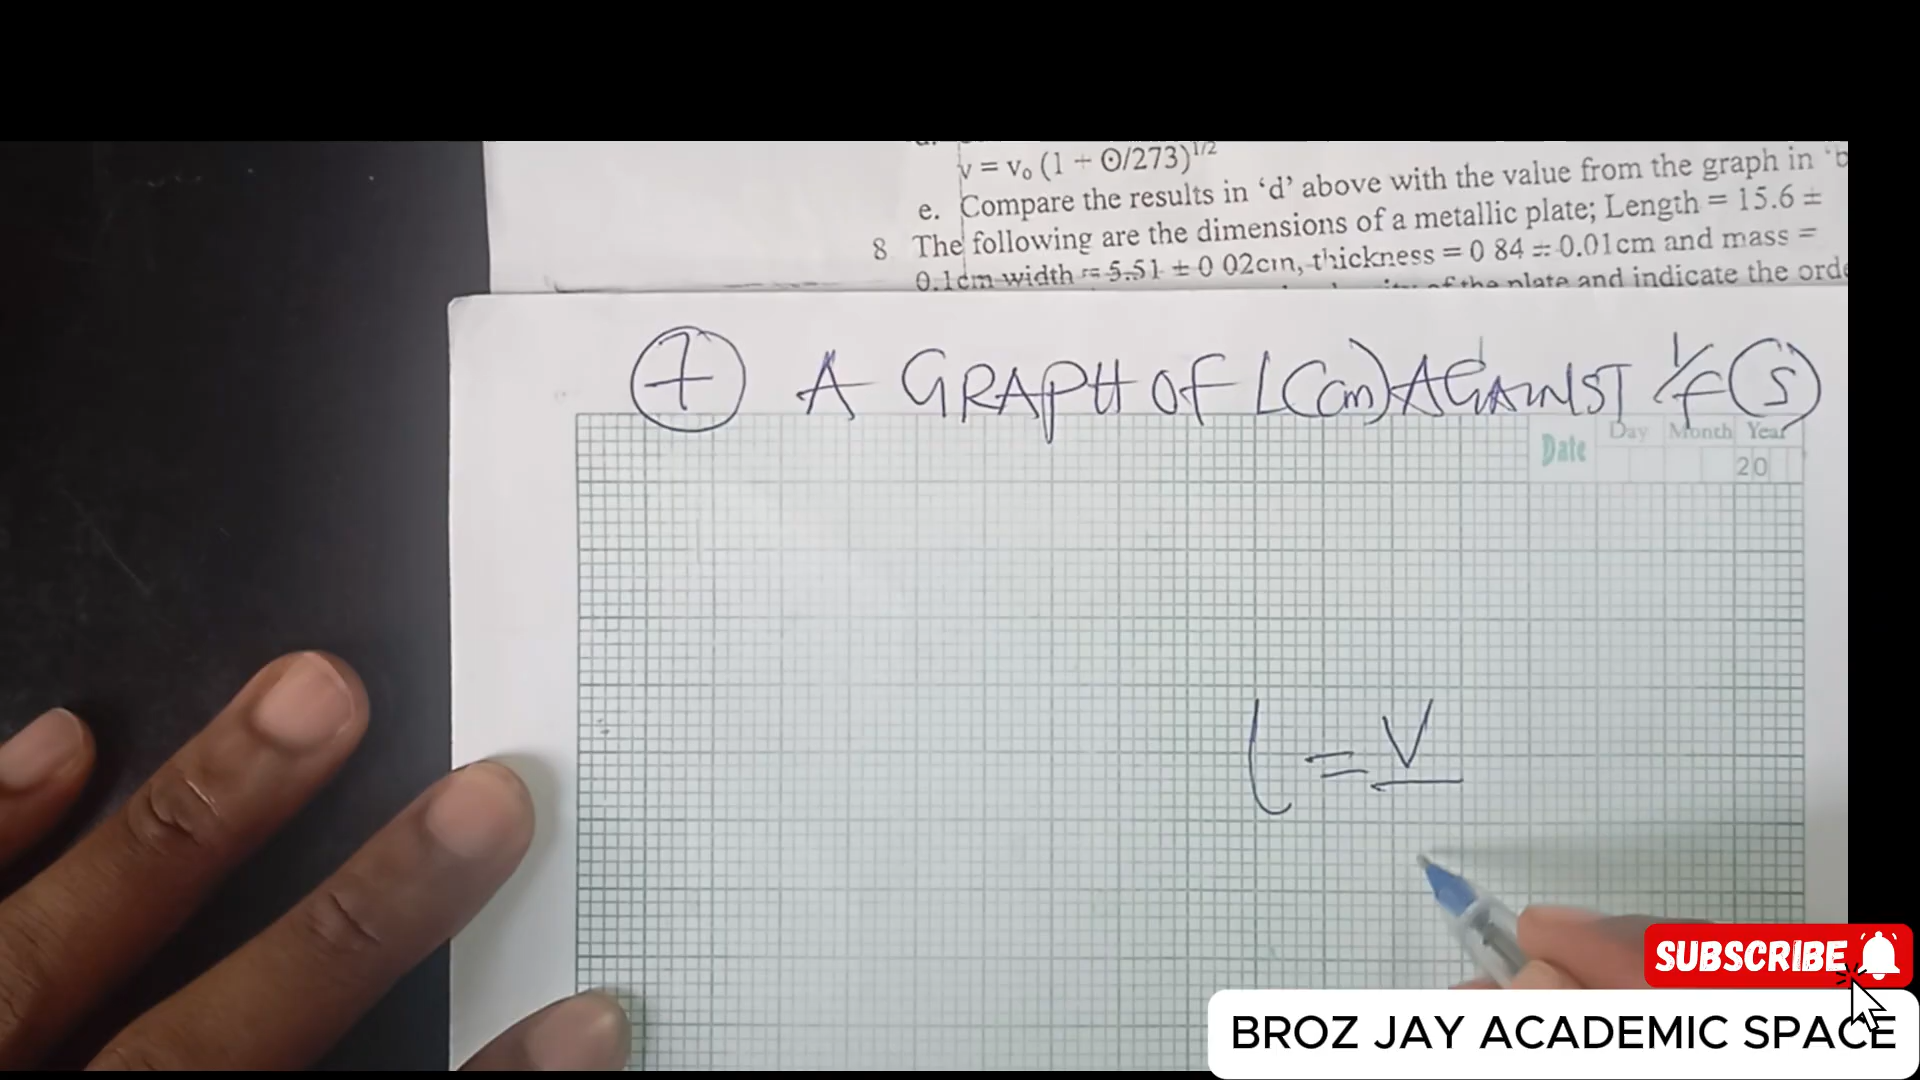 v = v₀ (1 + ʘ/273)¹/²
e. Compare the results in ‘d’ above with the value from the graph in ‘b
8 The following are the dimensions of a metallic plate; Length = 15.6 ±
0.1cm width = 5.51 ± 0 02cm, thickness = 0 84 ± 0.01cm and mass =
of the plate and indicate the orde
7 A GRAPH OF L(cm) AGAINST 1/f (s)
Date Day Month Year
20
l = V
SUBSCRIBE
BROZ JAY ACADEMIC SPACE